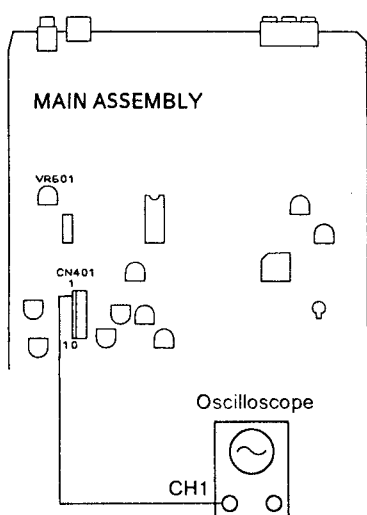 MAIN ASSEMBLY
VR601
CN401
1
10
Oscilloscope
CH1